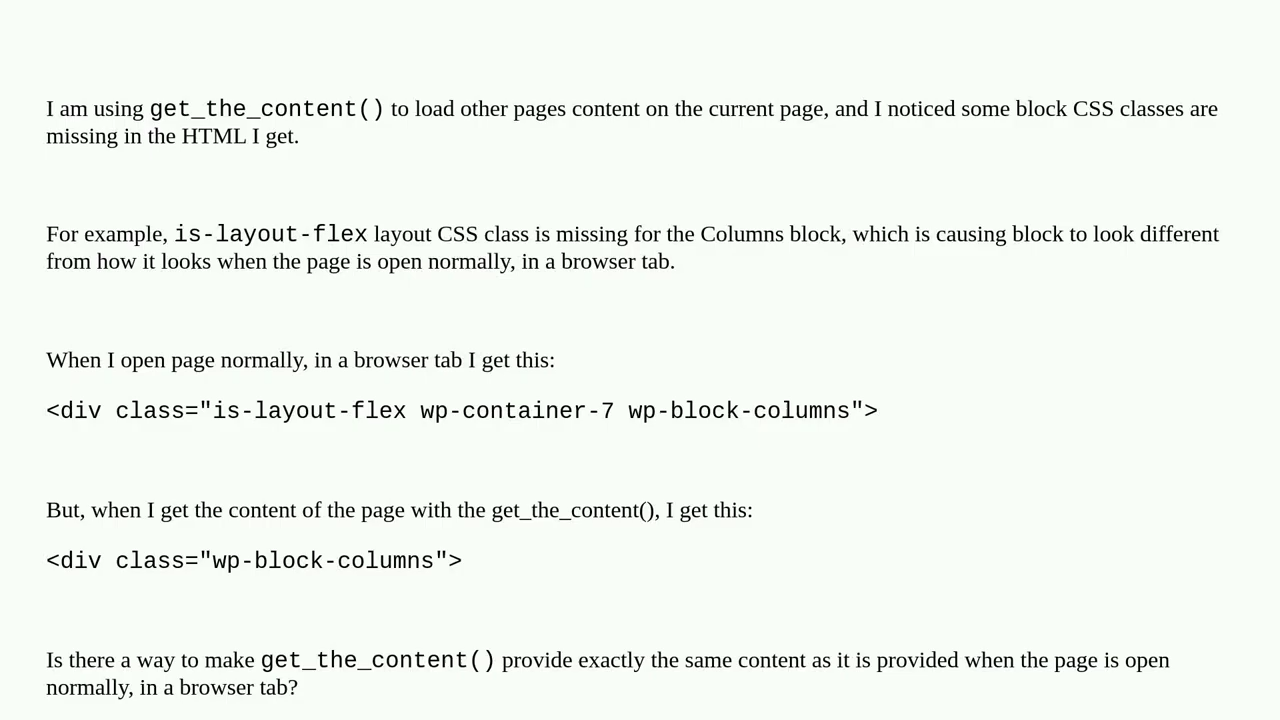 I am using get_the_content() to load other pages content on the current page, and I noticed some block CSS classes are
missing in the HTML I get.
For example, is-layout-flex layout CSS class is missing for the Columns block, which is causing block to look different
from how it looks when the page is open normally, in a browser tab.
When I open page normally, in a browser tab I get this:
<div class="is-layout-flex wp-container-7 wp-block-columns">
But, when I get the content of the page with the get_the_content(), I get this:
<div class="wp-block-columns">
Is there a way to make get_the_content() provide exactly the same content as it is provided when the page is open
normally, in a browser tab?